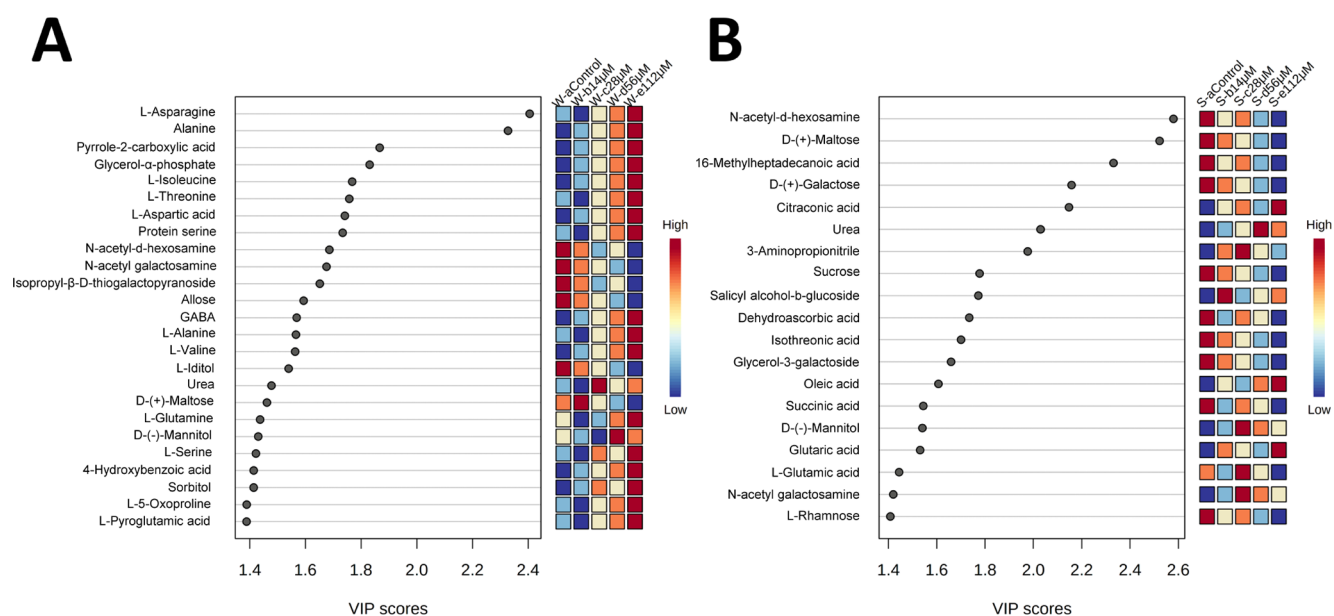 A
W-aControl
W-b14µM
W-c28µM
W-d56µM
W-e112µM
L-Asparagine
Alanine
Pyrrole-2-carboxylic acid
Glycerol-α-phosphate
L-Isoleucine
L-Threonine
L-Aspartic acid
Protein serine
N-acetyl-d-hexosamine
N-acetyl galactosamine
Isopropyl-β-D-thiogalactopyranoside
Allose
GABA
L-Alanine
L-Valine
L-Iditol
Urea
D-(+)-Maltose
L-Glutamine
D-(-)-Mannitol
L-Serine
4-Hydroxybenzoic acid
Sorbitol
L-5-Oxoproline
L-Pyroglutamic acid
High
Low
1.4 1.6 1.8 2.0 2.2 2.4
VIP scores
B
S-aControl
S-b14µM
S-c28µM
S-d56µM
S-e112µM
N-acetyl-d-hexosamine
D-(+)-Maltose
16-Methylheptadecanoic acid
D-(+)-Galactose
Citraconic acid
Urea
3-Aminopropionitrile
Sucrose
Salicyl alcohol-b-glucoside
Dehydroascorbic acid
Isothreonic acid
Glycerol-3-galactoside
Oleic acid
Succinic acid
D-(-)-Mannitol
Glutaric acid
L-Glutamic acid
N-acetyl galactosamine
L-Rhamnose
High
Low
1.4 1.6 1.8 2.0 2.2 2.4 2.6
VIP scores